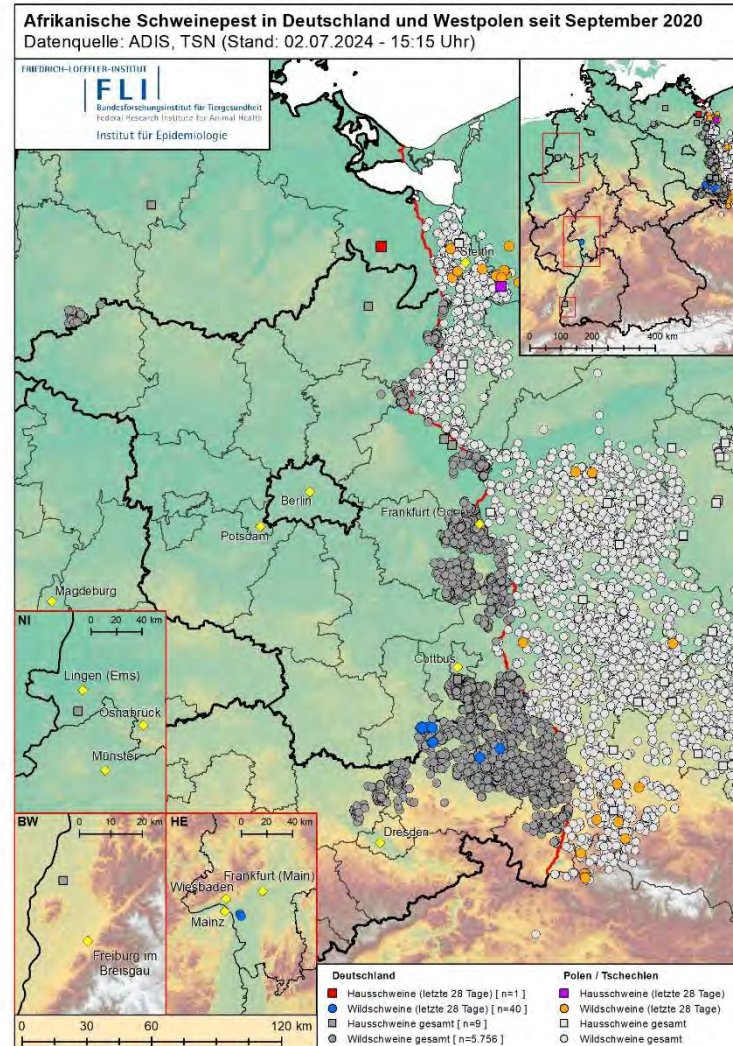 Afrikanische Schweinepest in Deutschland und Westpolen seit September 2020
Datenquelle: ADIS, TSN (Stand: 02.07.2024 - 15:15 Uhr)
FRIEDRICH-LOEFFLER-INSTITUT
FLI
Bundesforschungsinstitut für Tiergesundheit
Federal Research Institute for Animal Health
Institut für Epidemiologie
0 100 200 400 km
Stettin
Berlin
Frankfurt (Oder)
Potsdam
Magdeburg
Cottbus
Dresden
NI
0 20 40 km
Lingen (Ems)
Osnabrück
Münster
BW
0 10 20 km
Freiburg im
Breisgau
HE
0 20 40 km
Frankfurt (Main)
Wiesbaden
Mainz
0 30 60 120 km
Deutschland
Hausschweine (letzte 28 Tage) [ n=1 ]
Wildschweine (letzte 28 Tage) [ n=40 ]
Hausschweine gesamt [ n=9 ]
Wildschweine gesamt [ n=5.756 ]
Polen / Tschechien
Hausschweine (letzte 28 Tage)
Wildschweine (letzte 28 Tage)
Hausschweine gesamt
Wildschweine gesamt